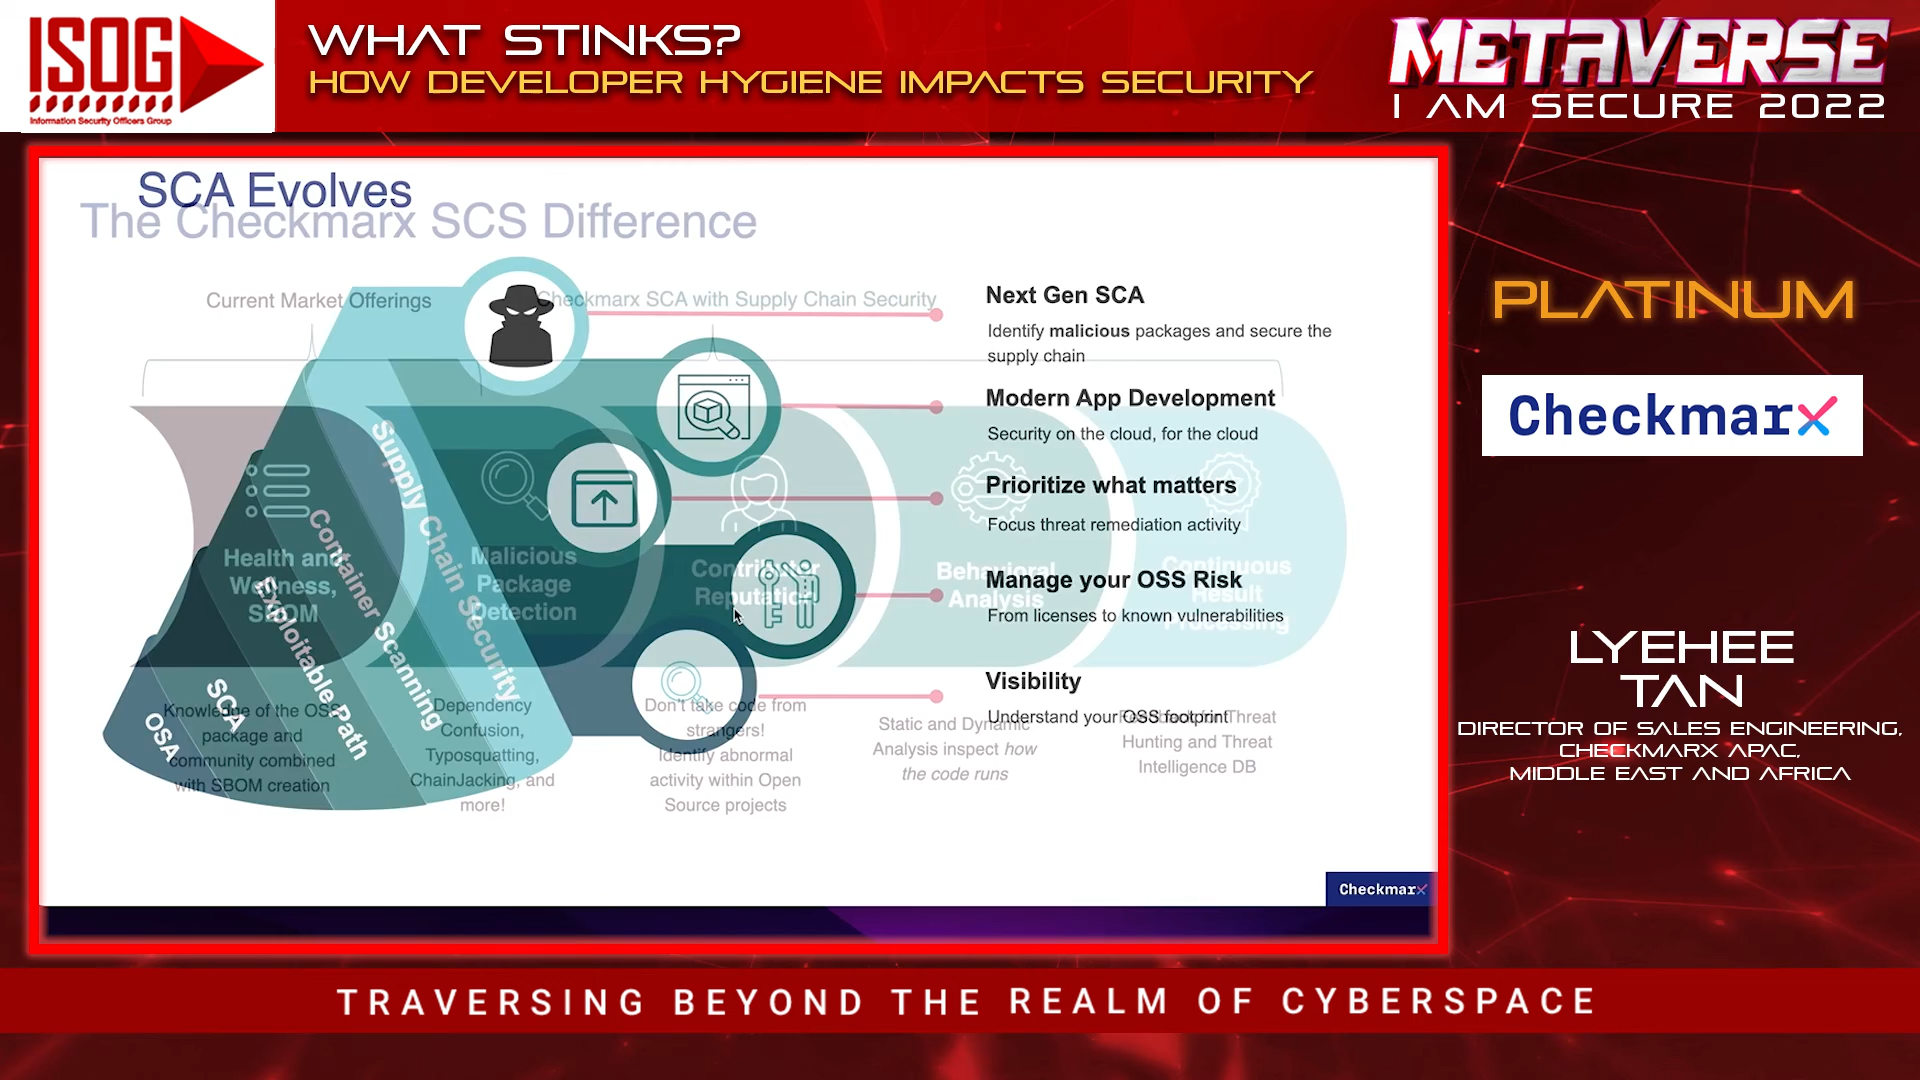 ISOG
Information Security Officers Group
WHAT STINKS?
HOW DEVELOPER HYGIENE IMPACTS SECURITY
METAVERSE
I AM SECURE 2022
SCA Evolves
The Checkmarx SCS Difference
Current Market Offerings
Checkmarx SCA with Supply Chain Security
Next Gen SCA
Identify malicious packages and secure the
supply chain
Modern App Development
Security on the cloud, for the cloud
Prioritize what matters
Focus threat remediation activity
Manage your OSS Risk
From licenses to known vulnerabilities
Visibility
Understand your OSS footprint
OSA
SCA
Exploitable Path
Container Scanning
Supply Chain Security
Health and
Wellness,
SBOM
Knowledge of the OSS
package and
community combined
with SBOM creation
Malicious
Package
Detection
Dependency
Confusion,
Typosquatting,
ChainJacking, and
more!
Contributor
Reputation
Don't take code from
strangers!
Identify abnormal
activity within Open
Source projects
Behavioral
Analysis
Static and Dynamic
Analysis inspect how
the code runs
Continuous
Result
Processing
Threat
Hunting and Threat
Intelligence DB
Checkmarx
PLATINUM
Checkmarx
LYEHEE
TAN
DIRECTOR OF SALES ENGINEERING,
CHECKMARX APAC,
MIDDLE EAST AND AFRICA
TRAVERSING BEYOND THE REALM OF CYBERSPACE